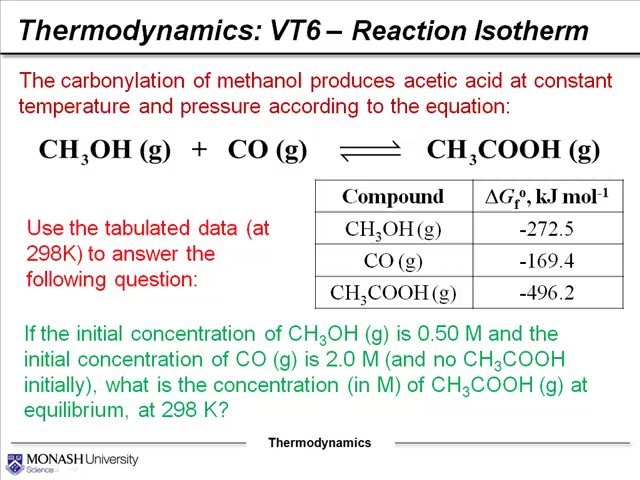 Thermodynamics: VT6 – Reaction Isotherm
The carbonylation of methanol produces acetic acid at constant
temperature and pressure according to the equation:
CH₃OH (g) + CO (g) ⇌ CH₃COOH (g)
Use the tabulated data (at
298K) to answer the
following question:
Compound ΔGfº, kJ mol⁻¹
CH₃OH (g) -272.5
CO (g) -169.4
CH₃COOH (g) -496.2
If the initial concentration of CH₃OH (g) is 0.50 M and the
initial concentration of CO (g) is 2.0 M (and no CH₃COOH
initially), what is the concentration (in M) of CH₃COOH (g) at
equilibrium, at 298 K?
Thermodynamics
MONASH University
Science